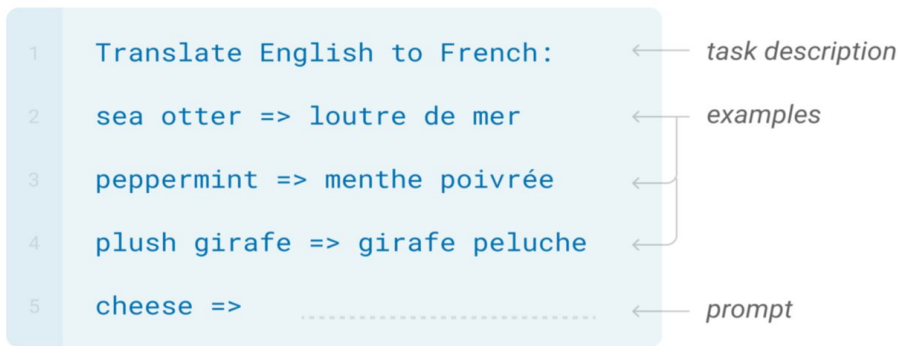 1 Translate English to French: task description
2 sea otter => loutre de mer examples
3 peppermint => menthe poivrée
4 plush girafe => girafe peluche
5 cheese => prompt